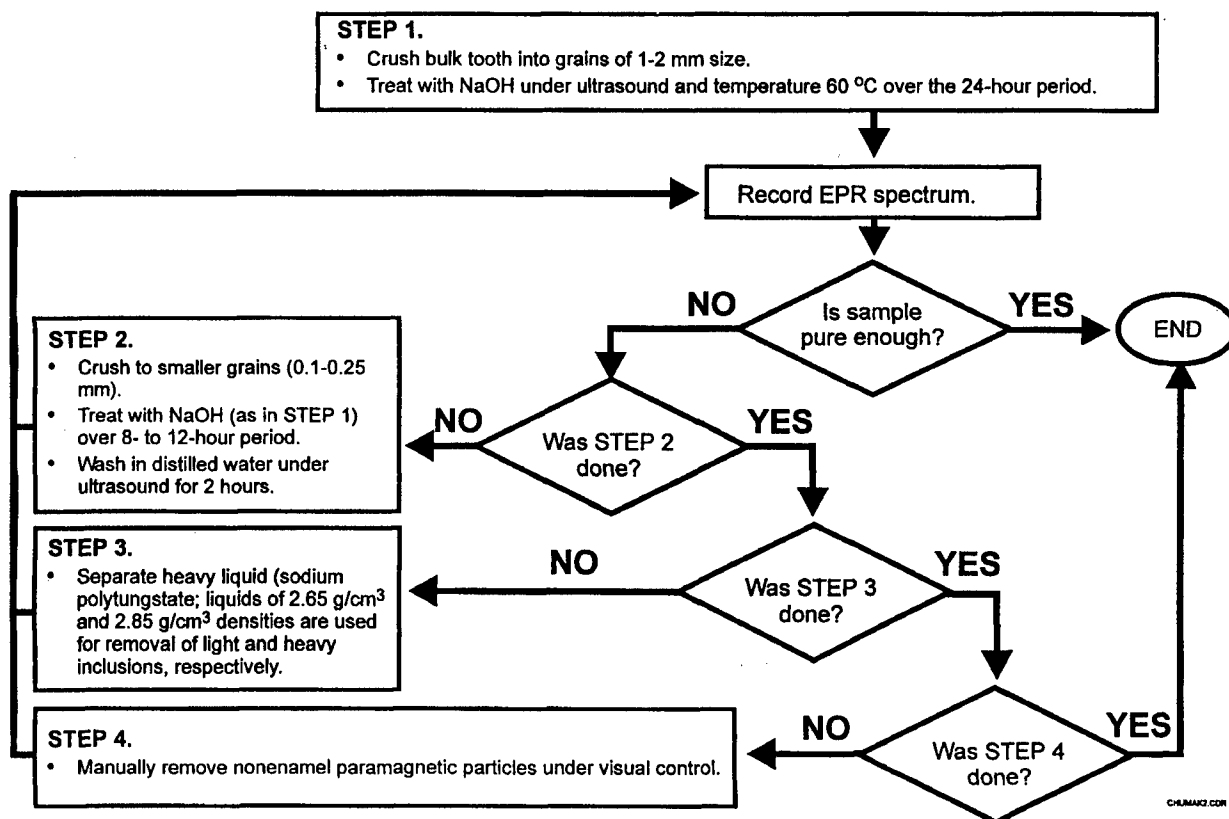 STEP 1.
• Crush bulk tooth into grains of 1-2 mm size.
• Treat with NaOH under ultrasound and temperature 60 °C over the 24-hour period.
Record EPR spectrum.
Is sample
pure enough?
NO
YES
END
STEP 2.
• Crush to smaller grains (0.1-0.25
mm).
• Treat with NaOH (as in STEP 1)
over 8- to 12-hour period.
• Wash in distilled water under
ultrasound for 2 hours.
NO
Was STEP 2
done?
YES
STEP 3.
• Separate heavy liquid (sodium
polytungstate; liquids of 2.65 g/cm³
and 2.85 g/cm³ densities are used
for removal of light and heavy
inclusions, respectively.
NO
Was STEP 3
done?
YES
STEP 4.
• Manually remove nonenamel paramagnetic particles under visual control.
NO
Was STEP 4
done?
YES
CHUMAK2.CDR